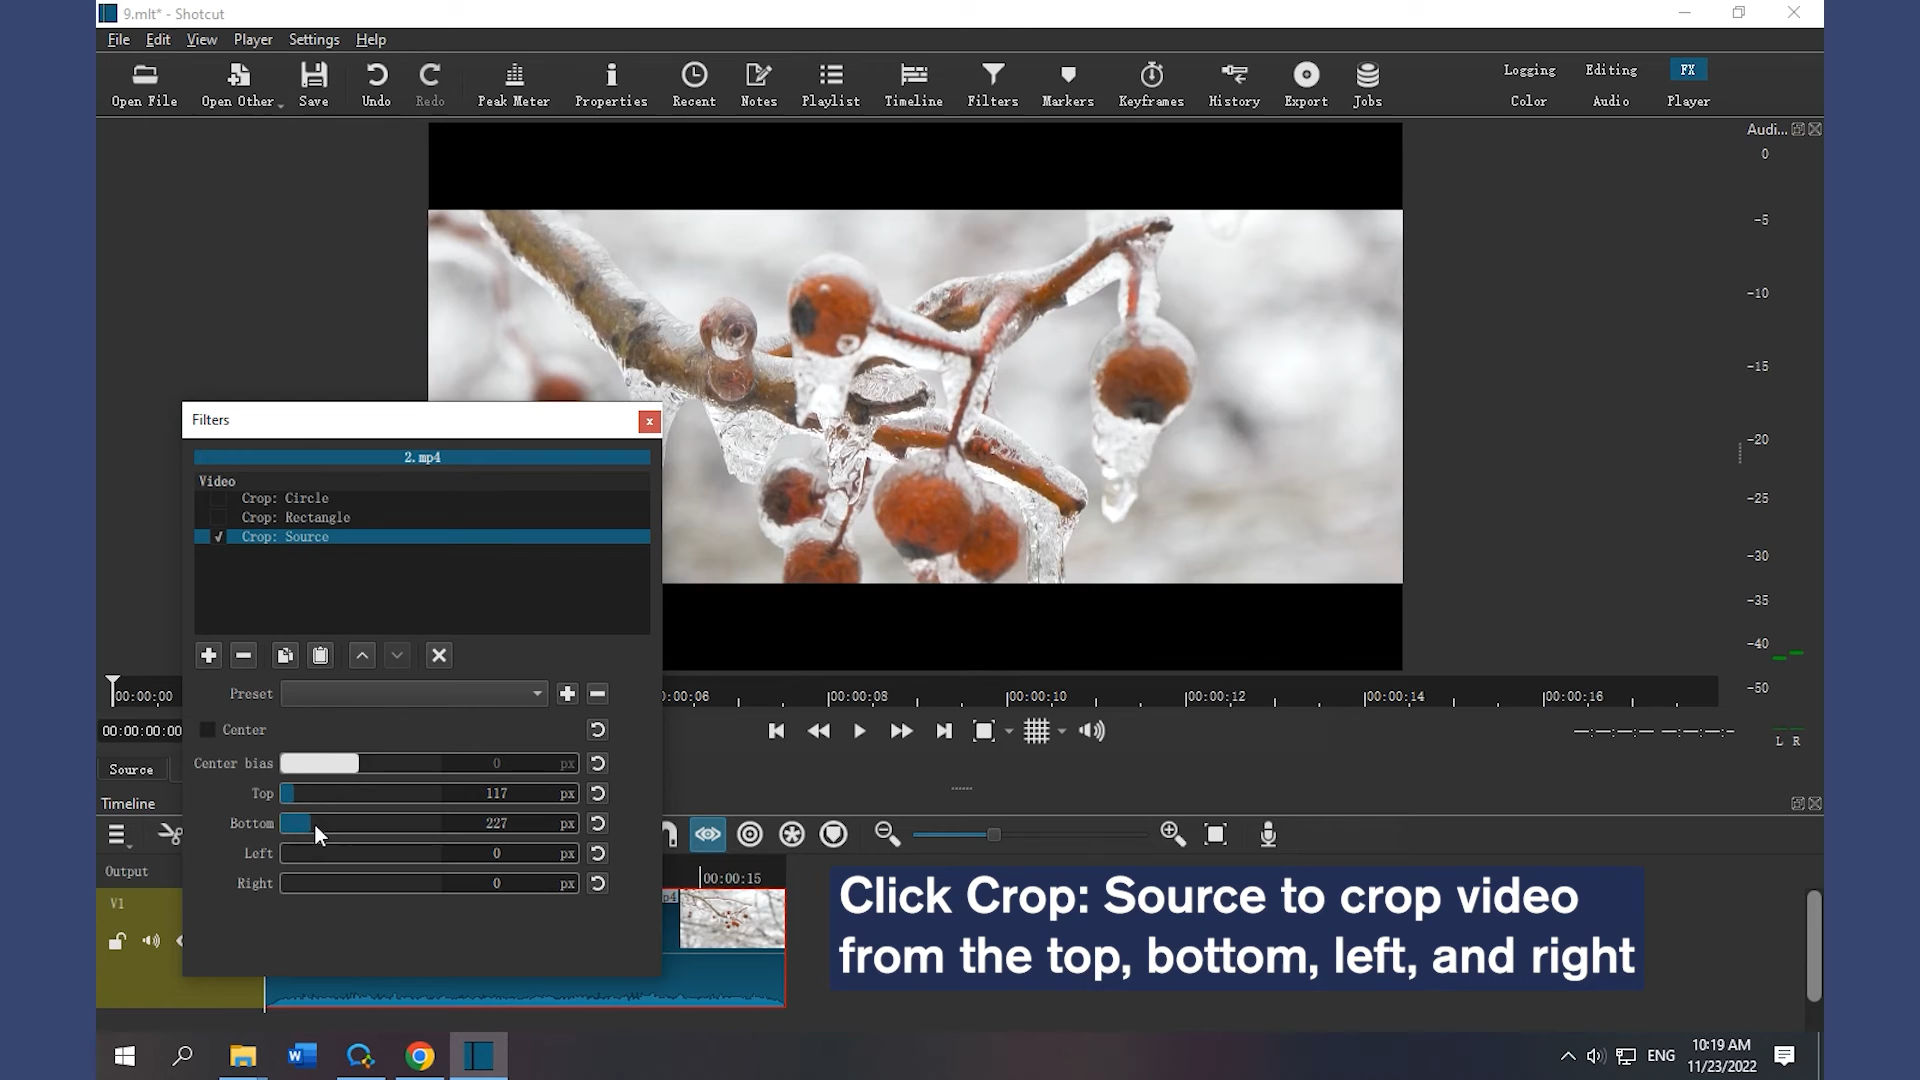 9.mlt* - Shotcut
File Edit View Player Settings Help
Open File Open Other Save Undo Redo Peak Meter Properties Recent Notes Playlist Timeline Filters Markers Keyframes History Export Jobs
Logging Editing FX
Color Audio Player
Audi...
0
-5
-10
-15
-20
-25
-30
-35
-40
-50
L R
Filters x
2.mp4
Video
Crop: Circle
Crop: Rectangle
Crop: Source
Preset
Center
Center bias 0 px
Top 117 px
Bottom 227 px
Left 0 px
Right 0 px
00:00:00 0:00:06 00:00:08 00:00:10 00:00:12 00:00:14 00:00:16
00:00:00:00 --:--:--:-- --:--:--:--
Source
Timeline
Output
00:00:15
V1
p4
Click Crop: Source to crop video
from the top, bottom, left, and right
W
ENG
10:19 AM
11/23/2022